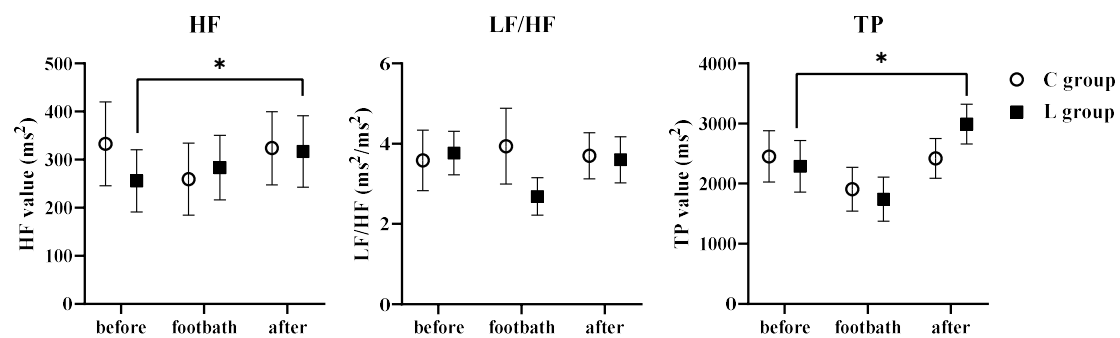 HF
HF value (ms²)
500
400
300
200
100
0
before footbath after
*
LF/HF
LF/HF (ms²/ms²)
6
4
2
0
before footbath after
TP
TP value (ms²)
4000
3000
2000
1000
0
before footbath after
*
C group
L group